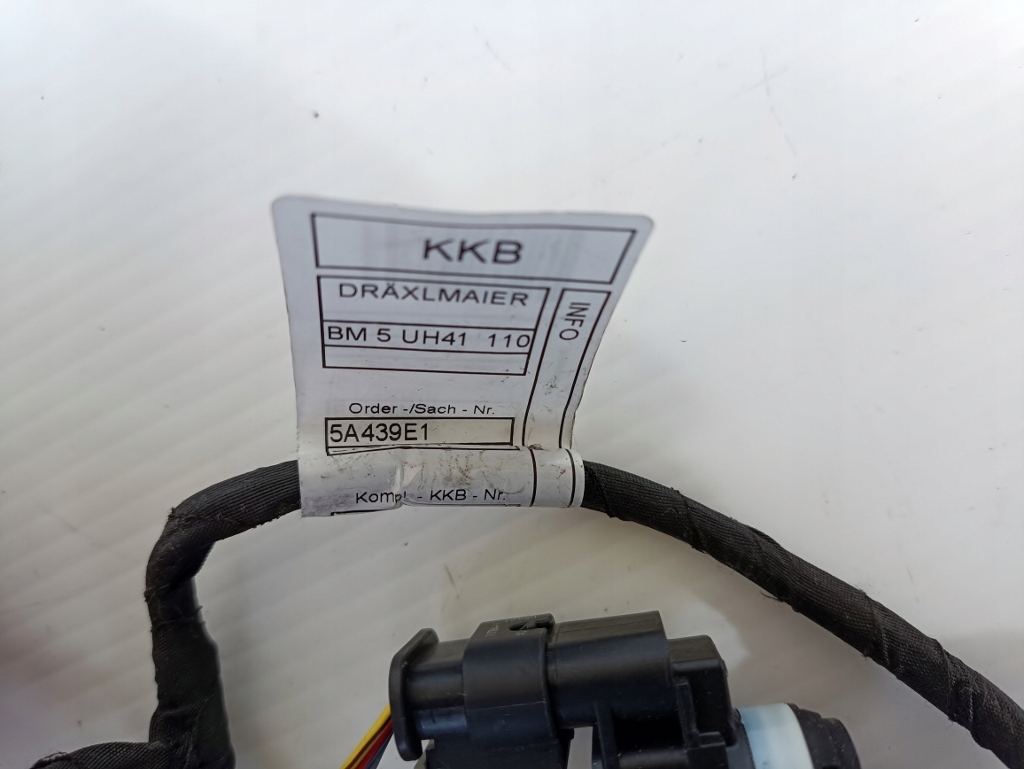 KKB
DRÄXLMAIER
INFO
BM 5 UH41 110
Order -/Sach - Nr.
5A439E1
Kompl - KKB - Nr.